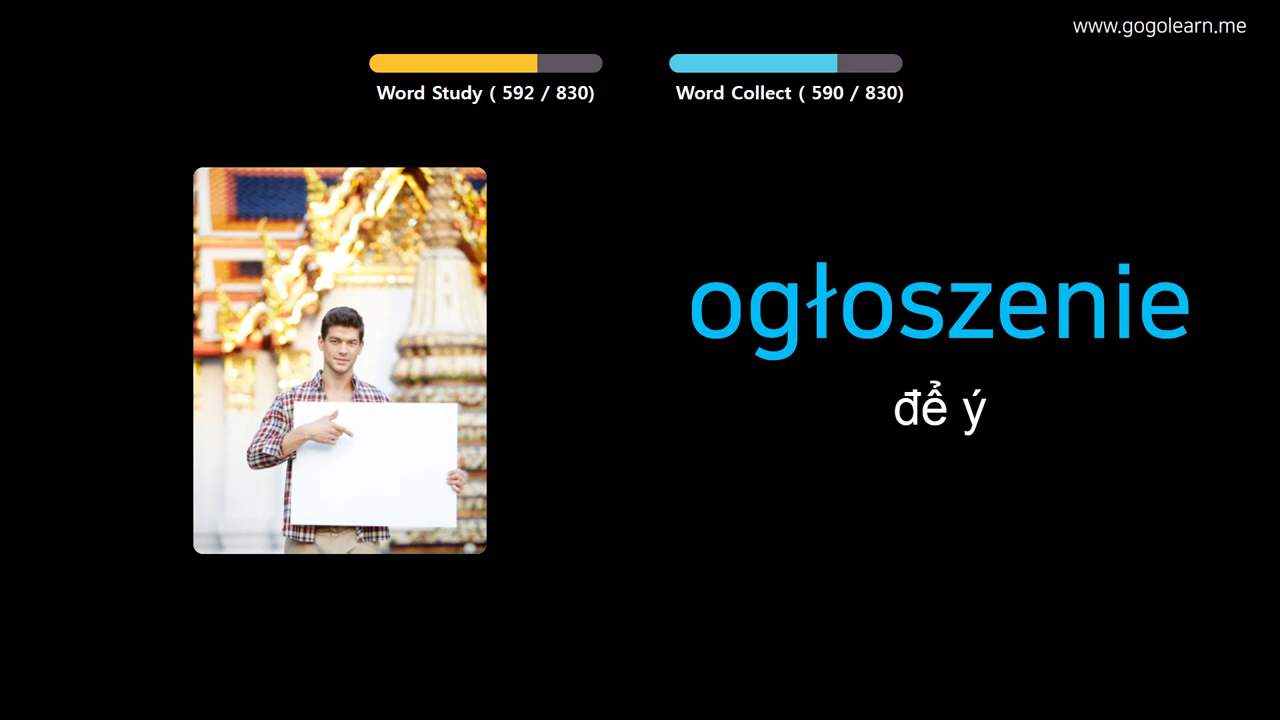 www.gogolearn.me
Word Study ( 592 / 830)
Word Collect ( 590 / 830)
ogłoszenie
để ý